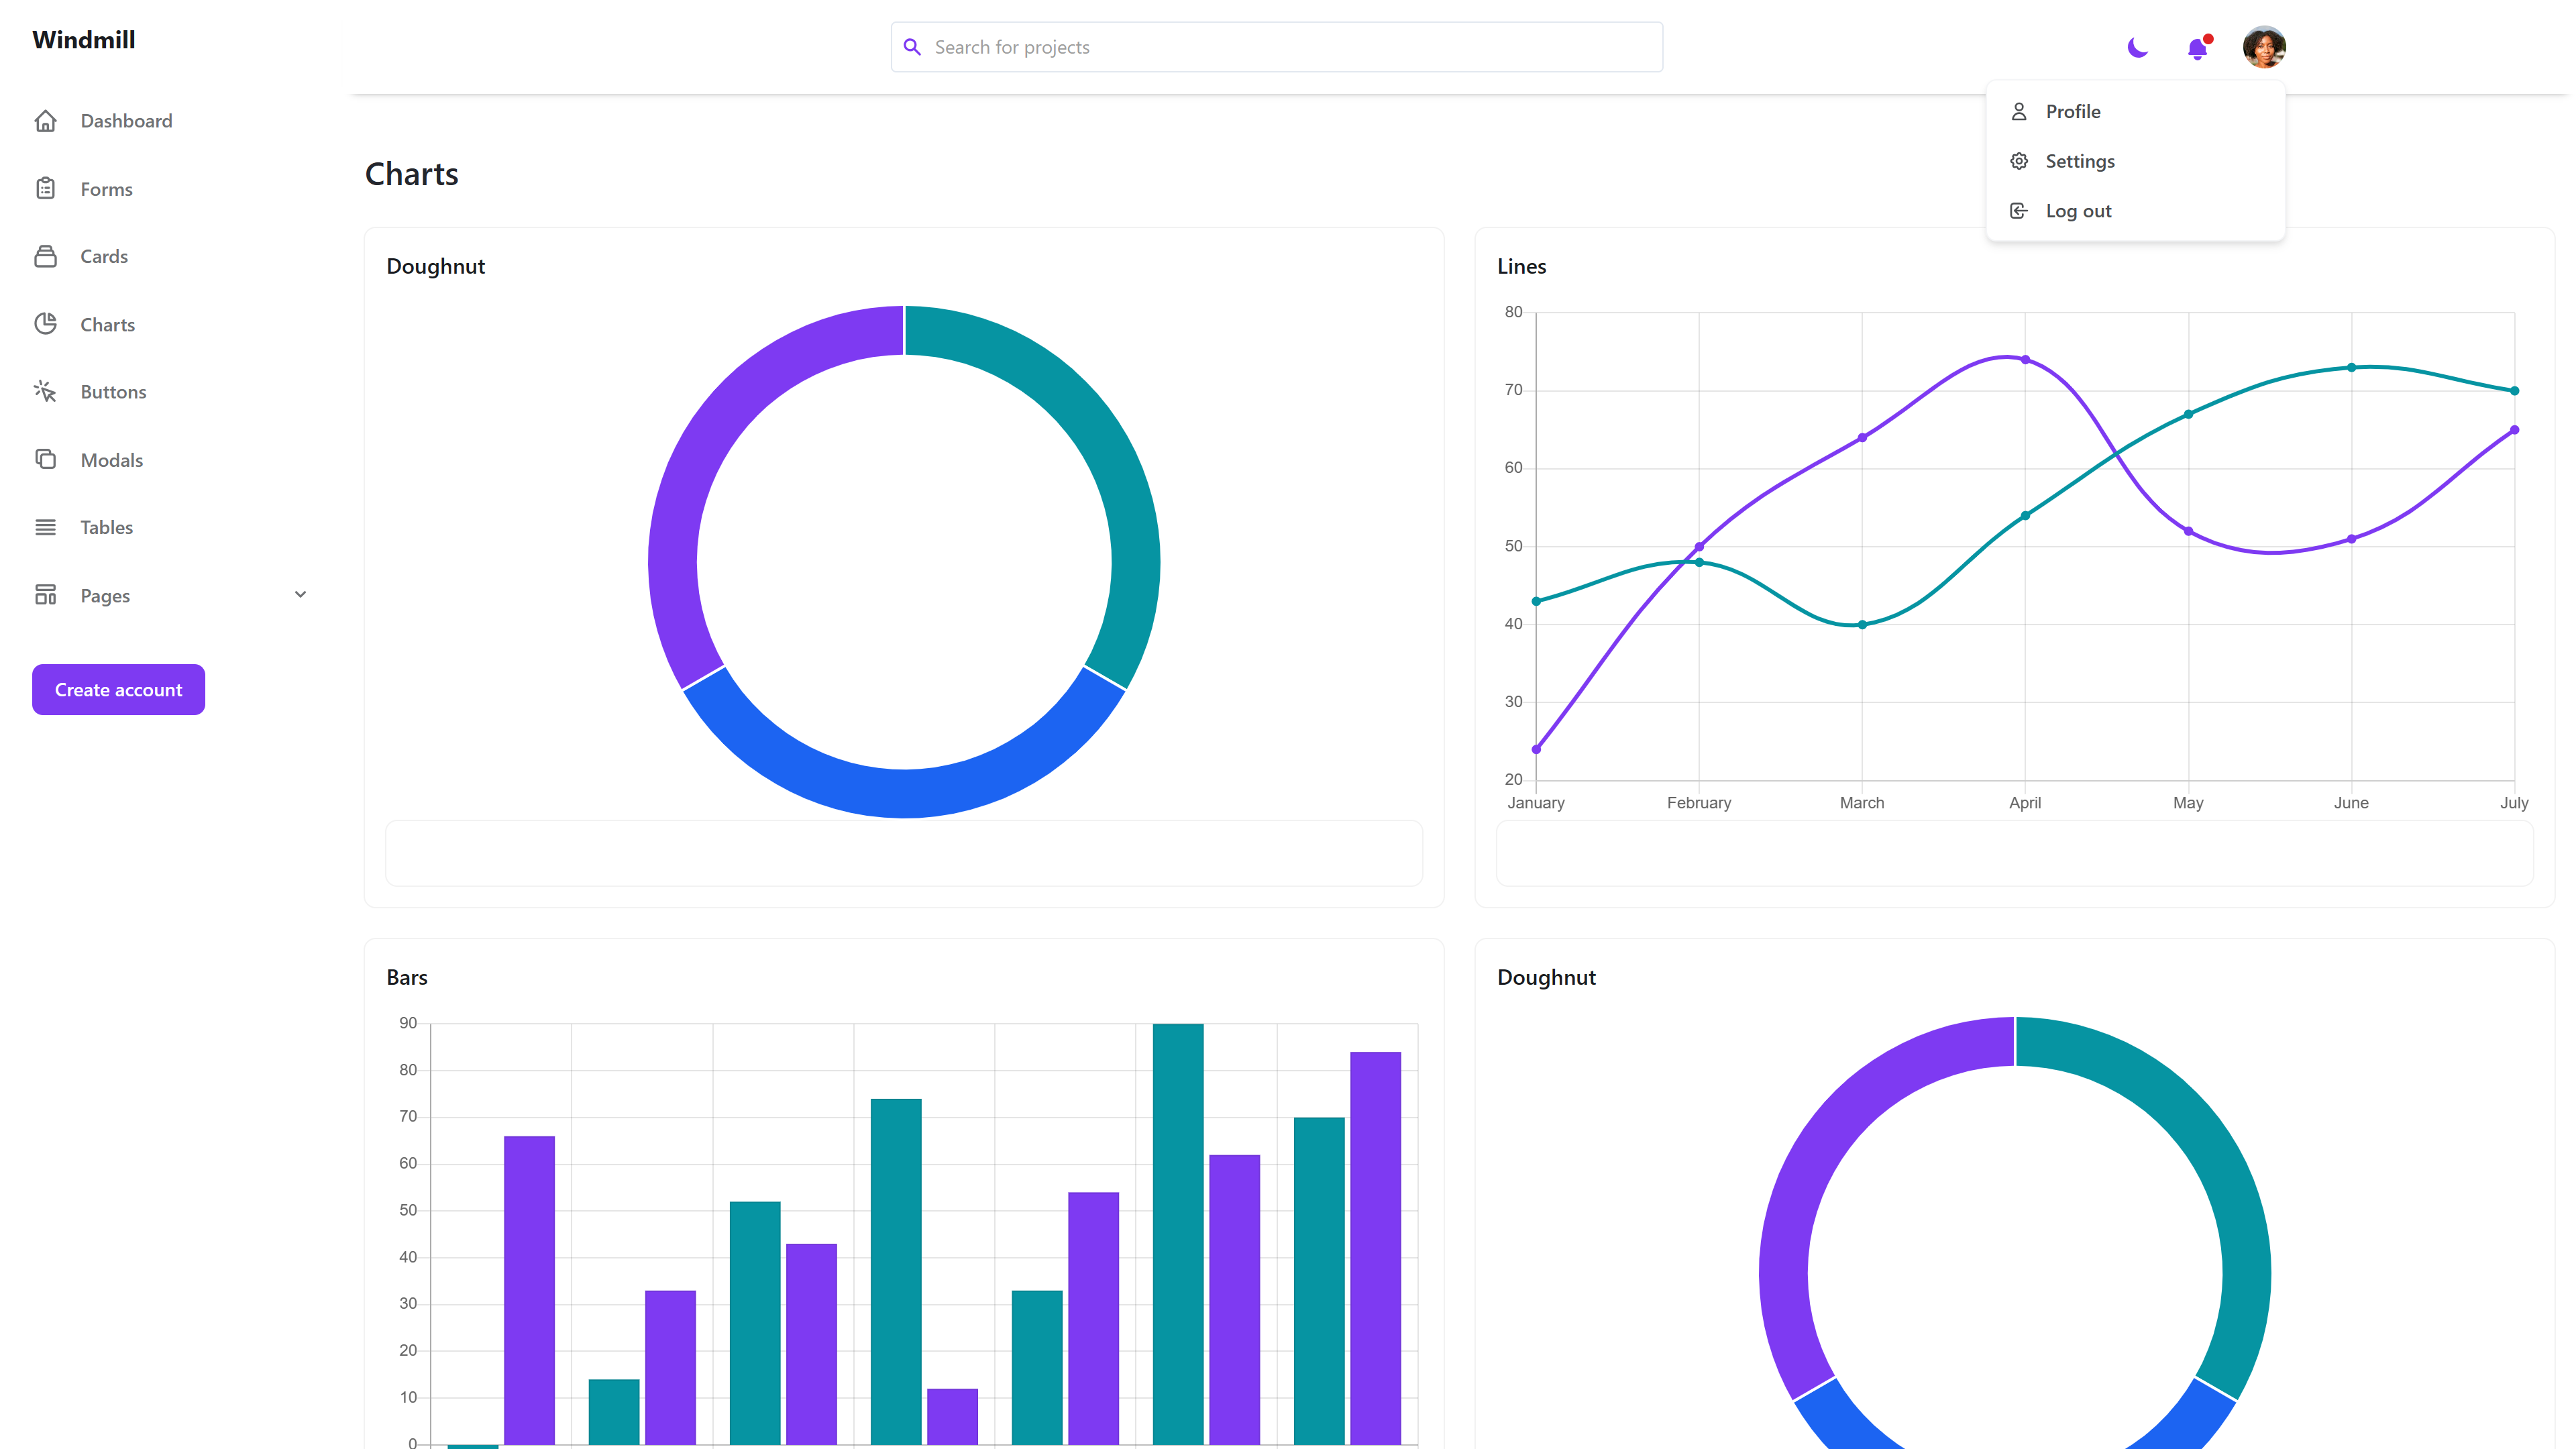 Windmill
Search for projects
Dashboard
Forms
Cards
Charts
Buttons
Modals
Tables
Pages
Create account
Profile
Settings
Log out
Charts
Doughnut
Lines
80
70
60
50
40
30
20
January February March April May June July
Bars
90
80
70
60
50
40
30
20
10
0
Doughnut